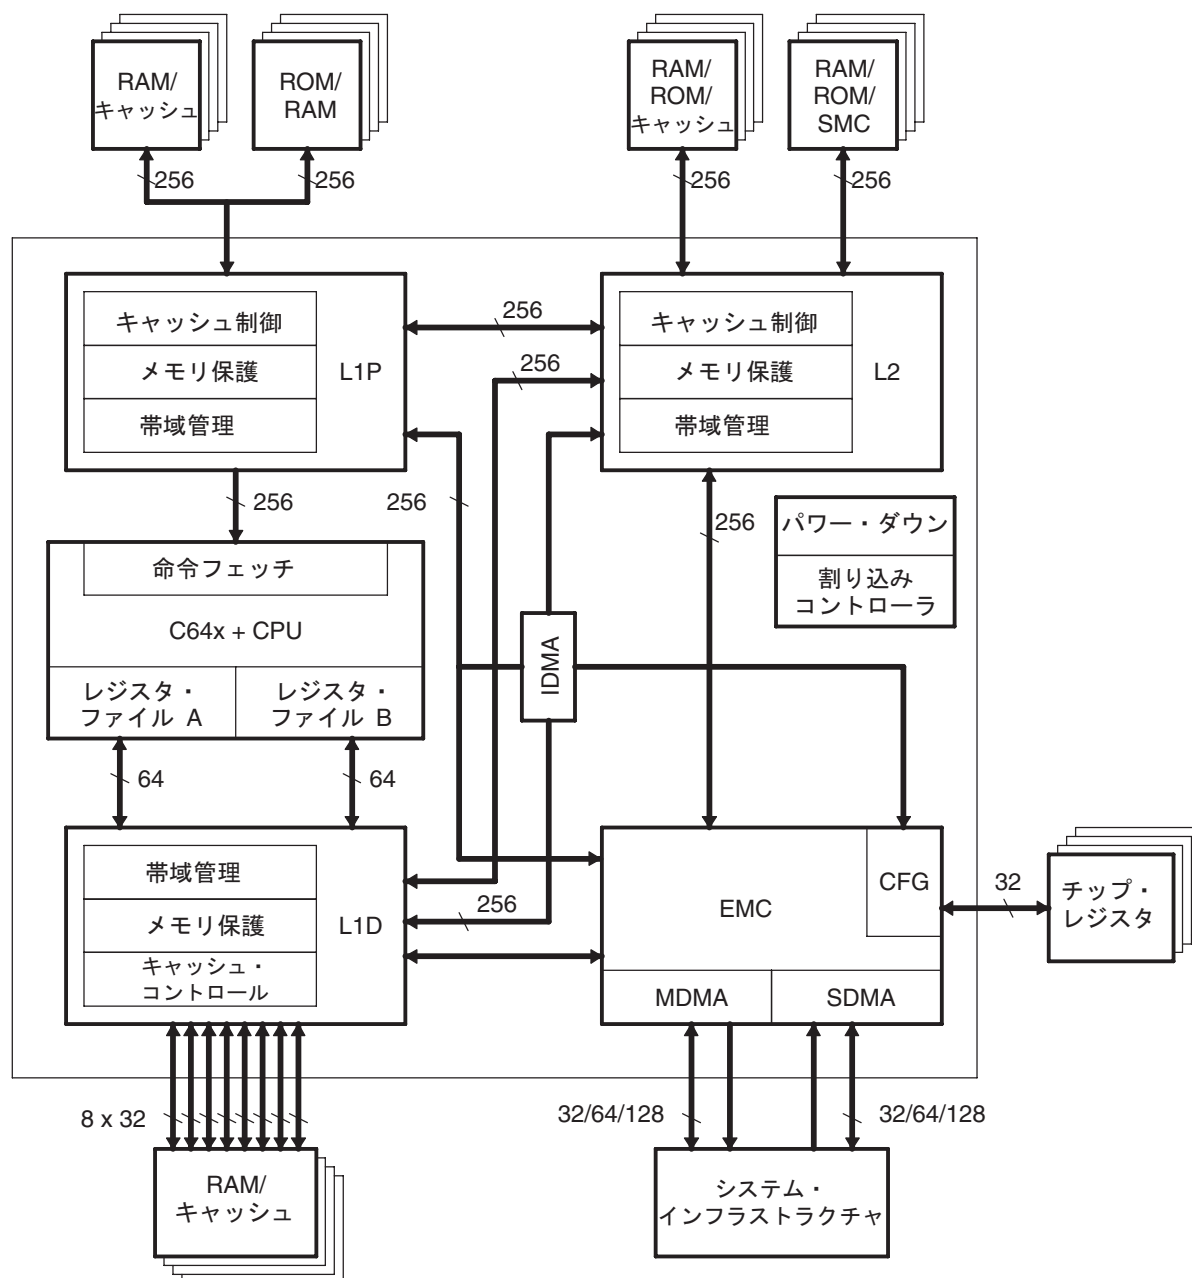 RAM/
キャッシュ
ROM/
RAM
RAM/
ROM/
キャッシュ
RAM/
ROM/
SMC
256
256
256
256
キャッシュ制御
メモリ保護
帯域管理
L1P
256
256
キャッシュ制御
メモリ保護
帯域管理
L2
256
256
256
パワー・ダウン
割り込み
コントローラ
命令フェッチ
C64x + CPU
レジスタ・
ファイル A
レジスタ・
ファイル B
IDMA
64
64
帯域管理
メモリ保護
キャッシュ・
コントロール
L1D
256
EMC
CFG
MDMA
SDMA
32
チップ・
レジスタ
8 x 32
32/64/128
32/64/128
RAM/
キャッシュ
システム・
インフラストラクチャ